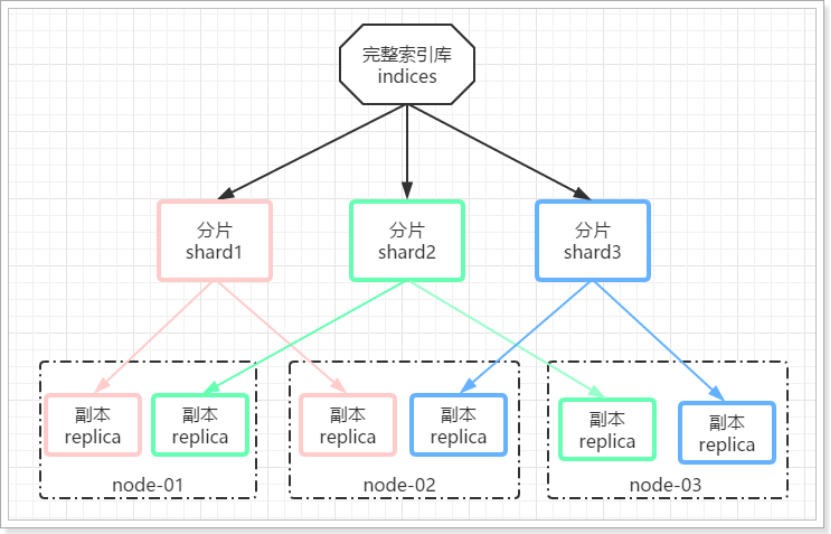 完整索引库
indices
分片
shard1
分片
shard2
分片
shard3
副本
replica
副本
replica
副本
replica
副本
replica
副本
replica
副本
replica
node-01
node-02
node-03